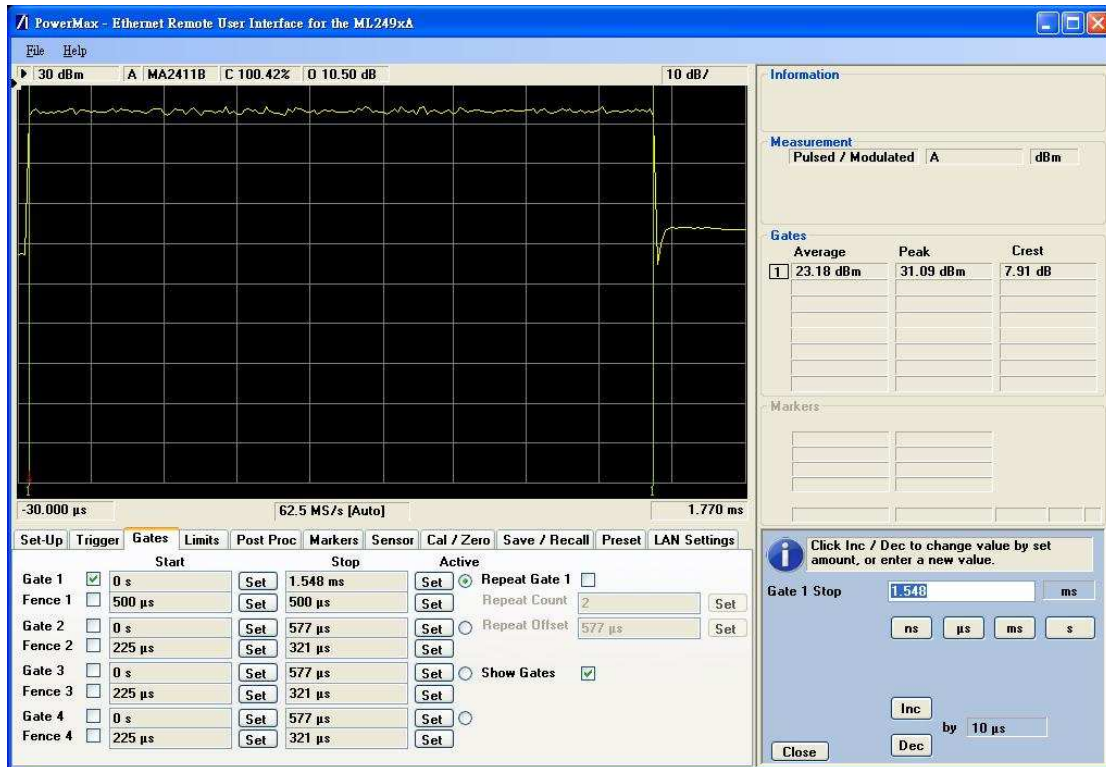 PowerMax - Ethernet Remote User Interface for the ML249xA
File Help
30 dBm A MA2411B C 100.42% O 10.50 dB 10 dB/
1 1
-30.000 µs 62.5 MS/s [Auto] 1.770 ms
Set-Up Trigger Gates Limits Post Proc Markers Sensor Cal / Zero Save / Recall Preset LAN Settings
Start Stop Active
Gate 1 0 s Set 1.548 ms Set Repeat Gate 1
Fence 1 500 µs Set 500 µs Set Repeat Count 2 Set
Gate 2 0 s Set 577 µs Set Repeat Offset 577 µs Set
Fence 2 225 µs Set 321 µs Set
Gate 3 0 s Set 577 µs Set Show Gates
Fence 3 225 µs Set 321 µs Set
Gate 4 0 s Set 577 µs Set
Fence 4 225 µs Set 321 µs Set
Information
Measurement
Pulsed / Modulated A dBm
Gates
Average Peak Crest
1 23.18 dBm 31.09 dBm 7.91 dB
Markers
Click Inc / Dec to change value by set
amount, or enter a new value.
Gate 1 Stop 1.548 ms
ns µs ms s
Inc
by 10 µs
Close Dec